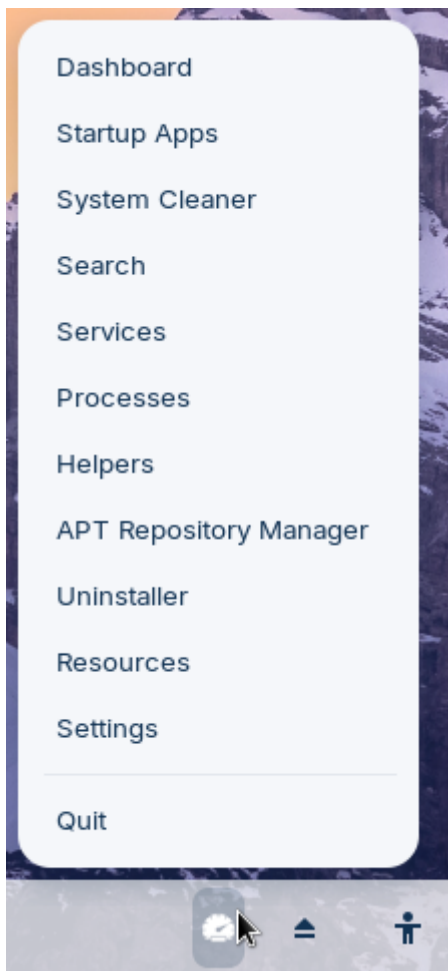 Dashboard
Startup Apps
System Cleaner
Search
Services
Processes
Helpers
APT Repository Manager
Uninstaller
Resources
Settings
Quit